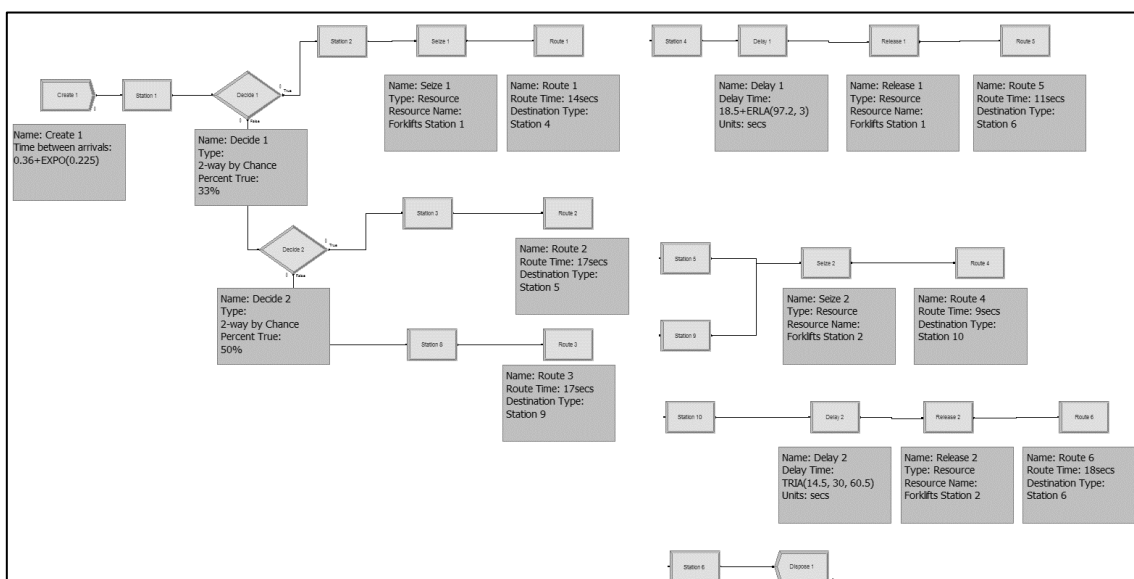 Create 1
Station 1
Decide 1
True
False
Station 2
Seize 1
Route 1
Name: Create 1
Time between arrivals:
0.36+EXPO(0.225)
Name: Decide 1
Type:
2-way by Chance
Percent True:
33%
Name: Seize 1
Type: Resource
Resource Name:
Forklifts Station 1
Name: Route 1
Route Time: 14secs
Destination Type:
Station 4
Station 4
Delay 1
Release 1
Route 5
Name: Delay 1
Delay Time:
18.5+ERLA(97.2, 3)
Units: secs
Name: Release 1
Type: Resource
Resource Name:
Forklifts Station 1
Name: Route 5
Route Time: 11secs
Destination Type:
Station 6
Decide 2
True
False
Station 3
Route 2
Name: Route 2
Route Time: 17secs
Destination Type:
Station 5
Name: Decide 2
Type:
2-way by Chance
Percent True:
50%
Route 3
Name: Route 3
Route Time: 17secs
Destination Type:
Station 9
Station 5
Station 9
Seize 2
Route 4
Name: Seize 2
Type: Resource
Resource Name:
Forklifts Station 2
Name: Route 4
Route Time: 9secs
Destination Type:
Station 10
Station 10
Delay 2
Release 2
Route 6
Name: Delay 2
Delay Time:
TRIA(14.5, 30, 60.5)
Units: secs
Name: Release 2
Type: Resource
Resource Name:
Forklifts Station 2
Name: Route 6
Route Time: 18secs
Destination Type:
Station 6
Station 6
Dispose 1